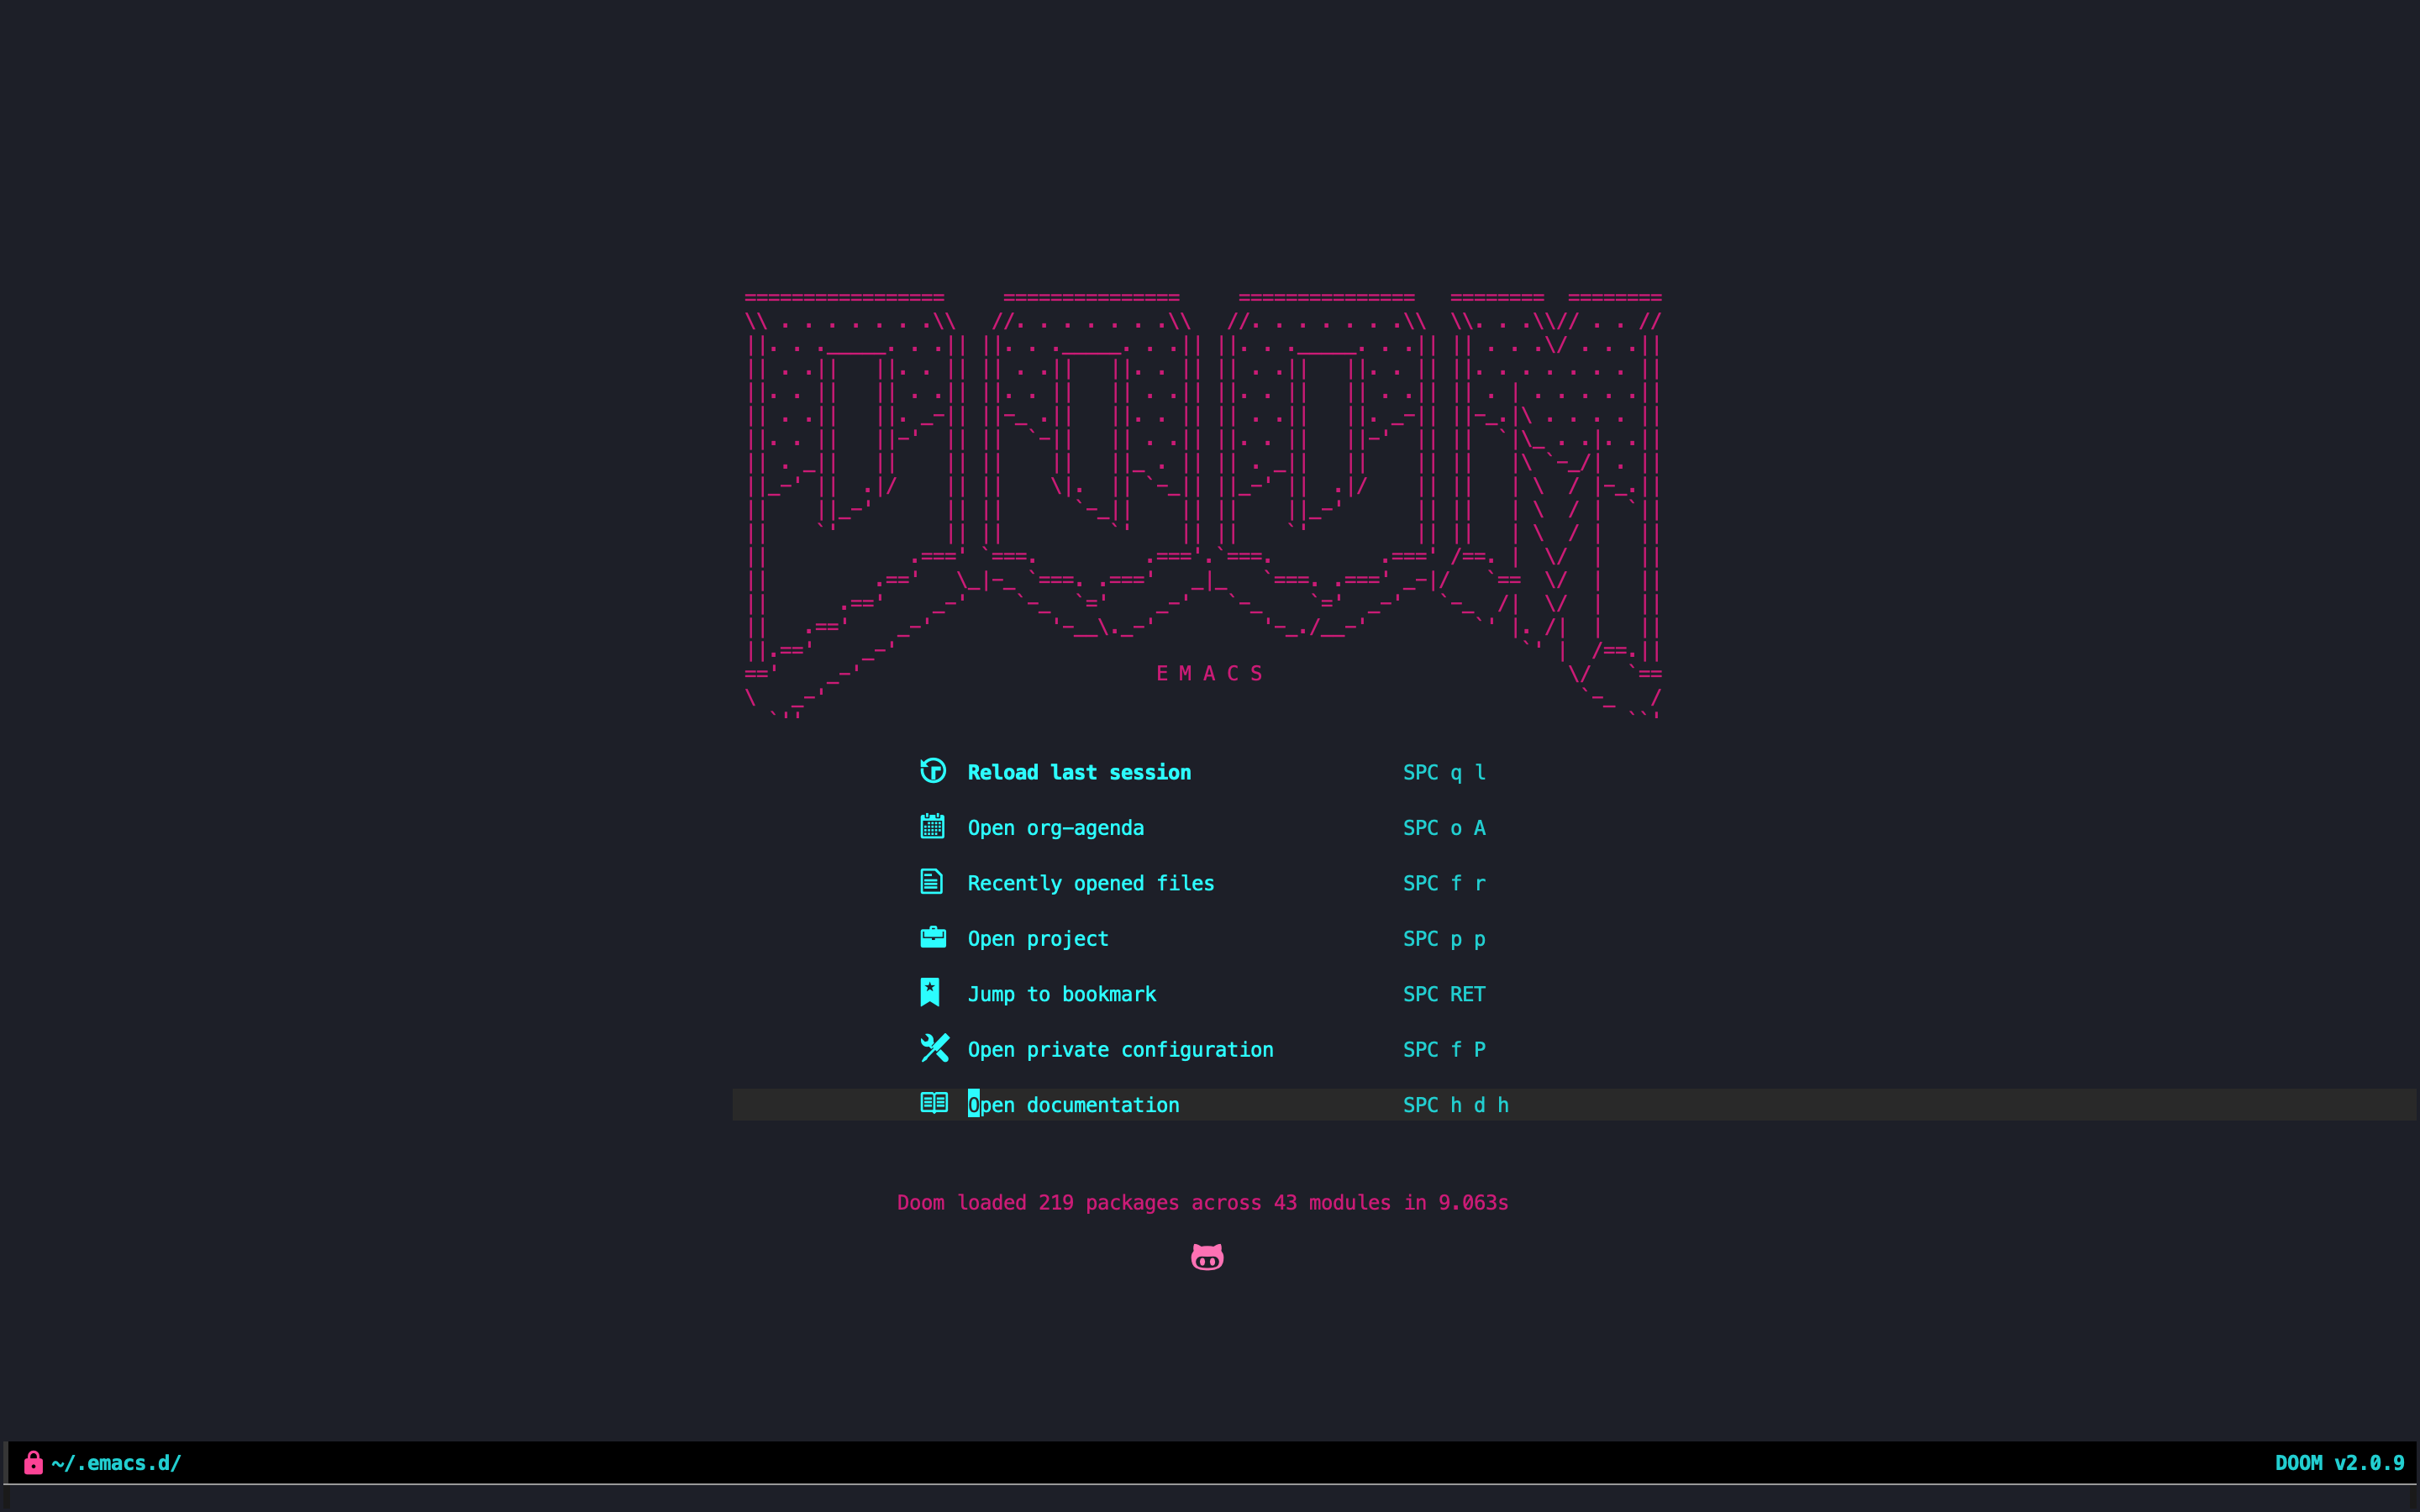 EMACS
Reload last session SPC q l
Open org-agenda SPC o A
Recently opened files SPC f r
Open project SPC p p
Jump to bookmark SPC RET
Open private configuration SPC f P
Open documentation SPC h d h
Doom loaded 219 packages across 43 modules in 9.063s
~/.emacs.d/ DOOM v2.0.9